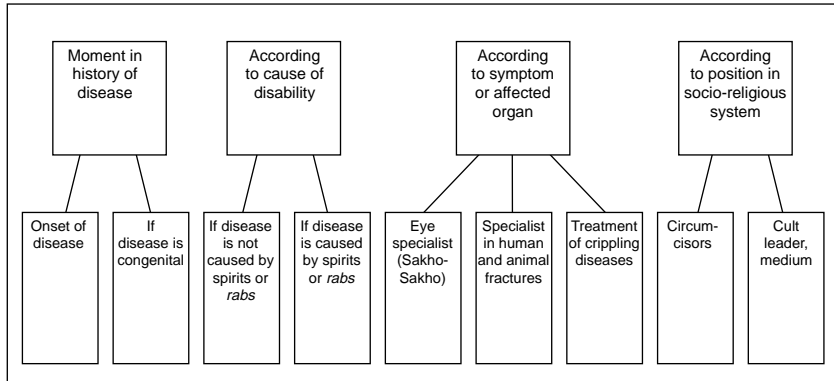 Moment in
history of
disease
According
to cause of
disability
According
to symptom
or affected
organ
According
to position in
socio-religious
system
Onset of
disease
If
disease is
congenital
If disease
is not
caused by
spirits or
rabs
If disease
is caused
by spirits
or rabs
Eye
specialist
(Sakho-
Sakho)
Specialist
in human
and animal
fractures
Treatment
of crippling
diseases
Circum-
cisors
Cult
leader,
medium